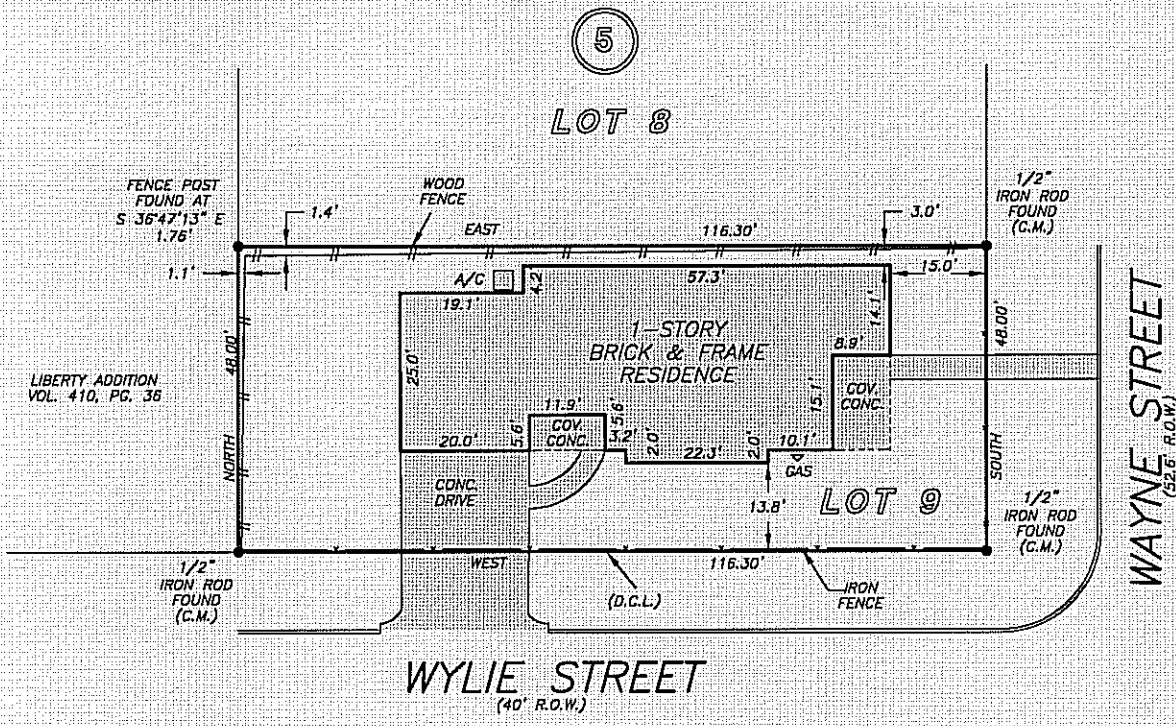 5
LOT 8
FENCE POST
FOUND AT
S 36°47'13" E
1.76'
1.4'
WOOD
FENCE
EAST
116.30'
3.0'
1/2"
IRON ROD
FOUND
(C.M.)
1.1'
A/C
19.1'
4.2
57.3'
15.0'
14.1'
48.00'
48.00'
LIBERTY ADDITION
VOL. 410, PG. 36
25.0'
1-STORY
BRICK & FRAME
RESIDENCE
8.9'
COV.
CONC.
15.1'
11.9'
5.6'
COV.
CONC.
5.6'
3.2'
2.0'
20.0'
22.3'
2.0'
10.1'
GAS
NORTH
SOUTH
CONC.
DRIVE
13.8'
LOT 9
1/2"
IRON ROD
FOUND
(C.M.)
WAYNE STREET
(52.6' R.O.W.)
1/2"
IRON ROD
FOUND
(C.M.)
WEST
(D.C.L.)
116.30'
IRON
FENCE
WYLIE STREET
(40' R.O.W.)